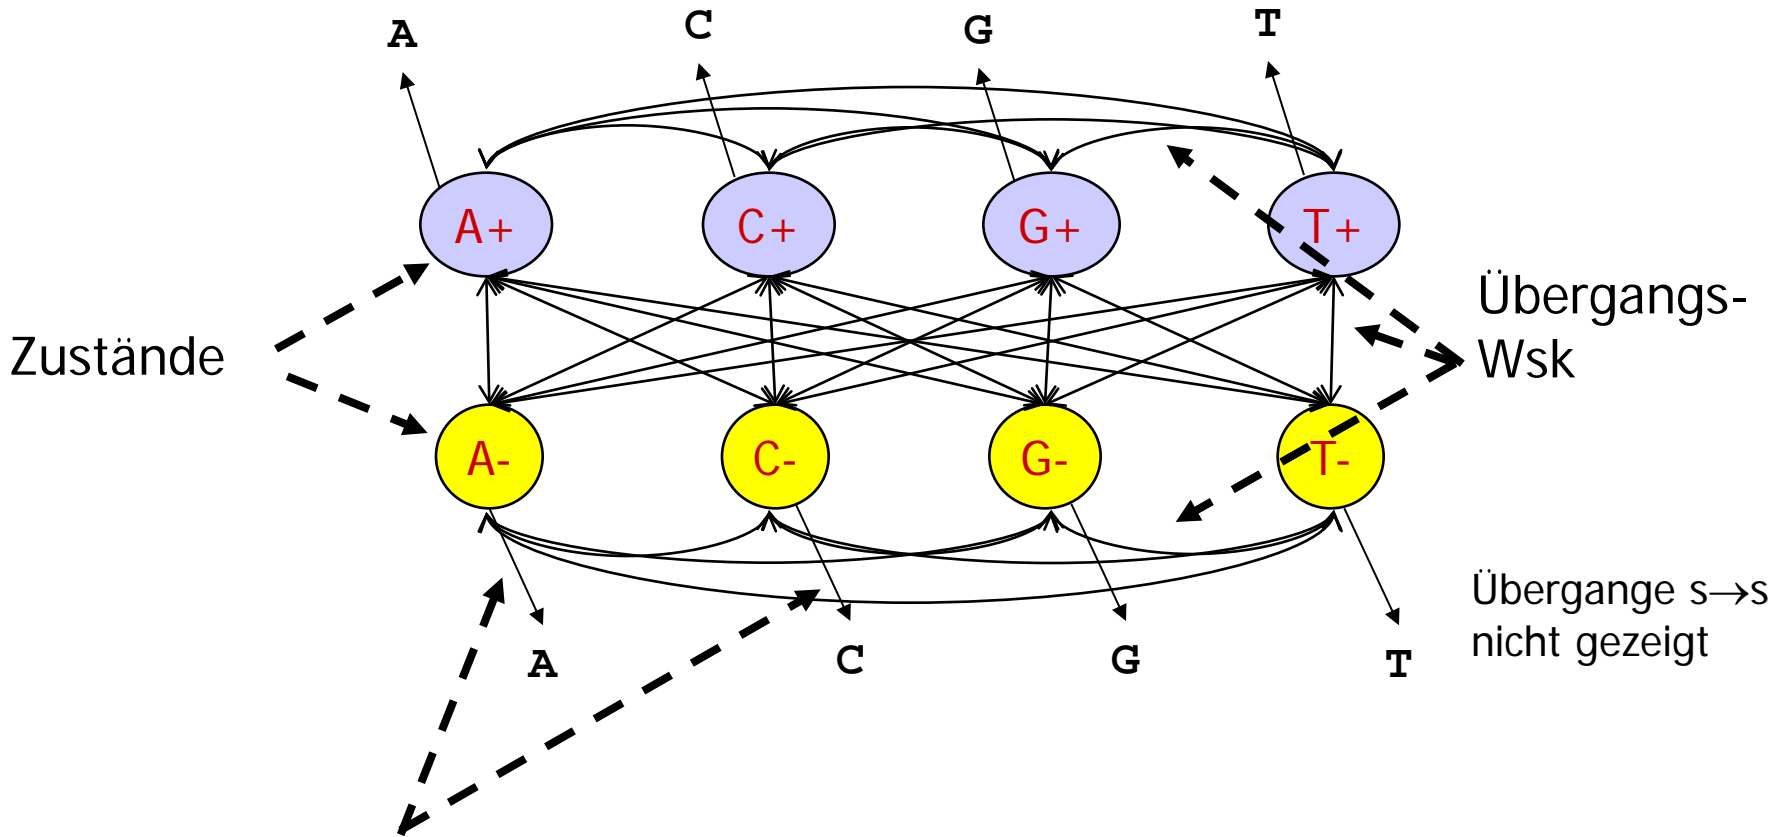 A C G T
A+ C+ G+ T+
Zustände
Übergangs-
Wsk
A- C- G- T-
Übergange s→s
nicht gezeigt
A C G T